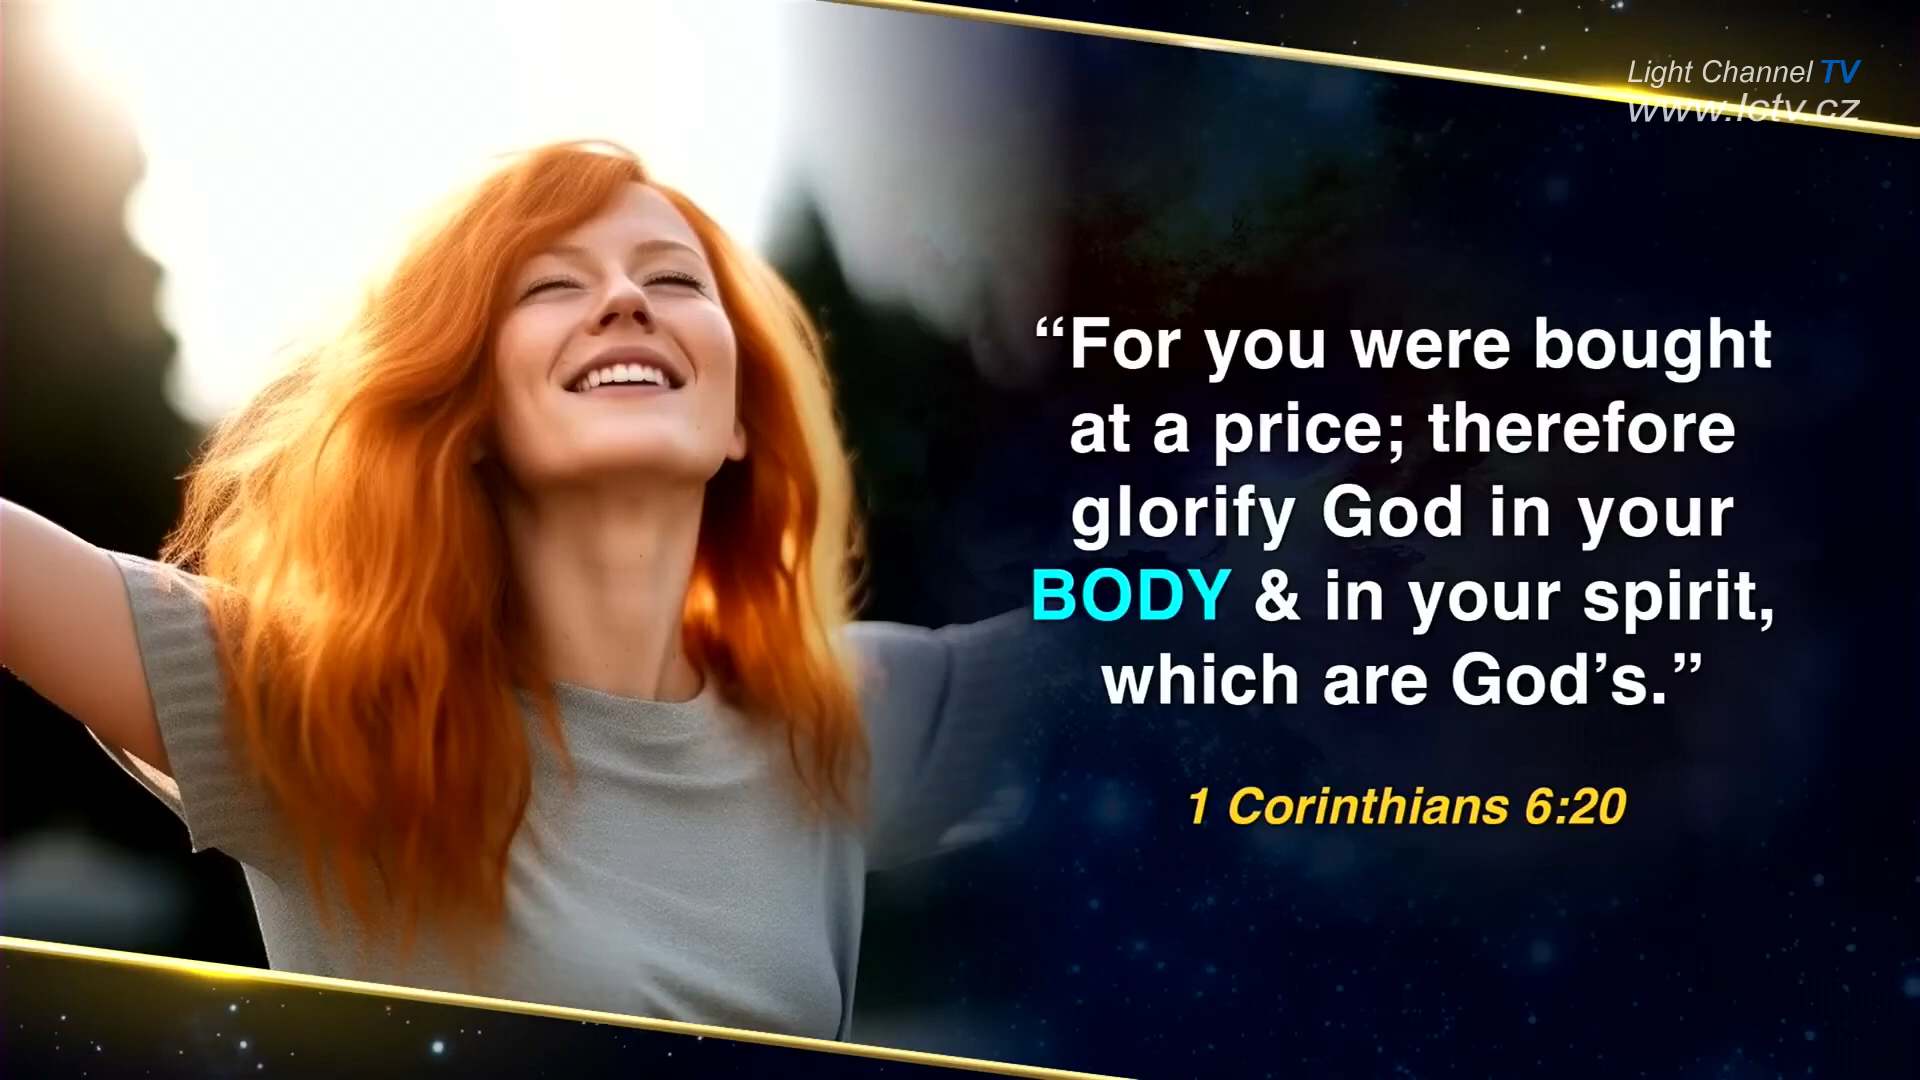 Light Channel TV
www.lctv.cz
“For you were bought
at a price; therefore
glorify God in your
BODY & in your spirit,
which are God’s.”
1 Corinthians 6:20